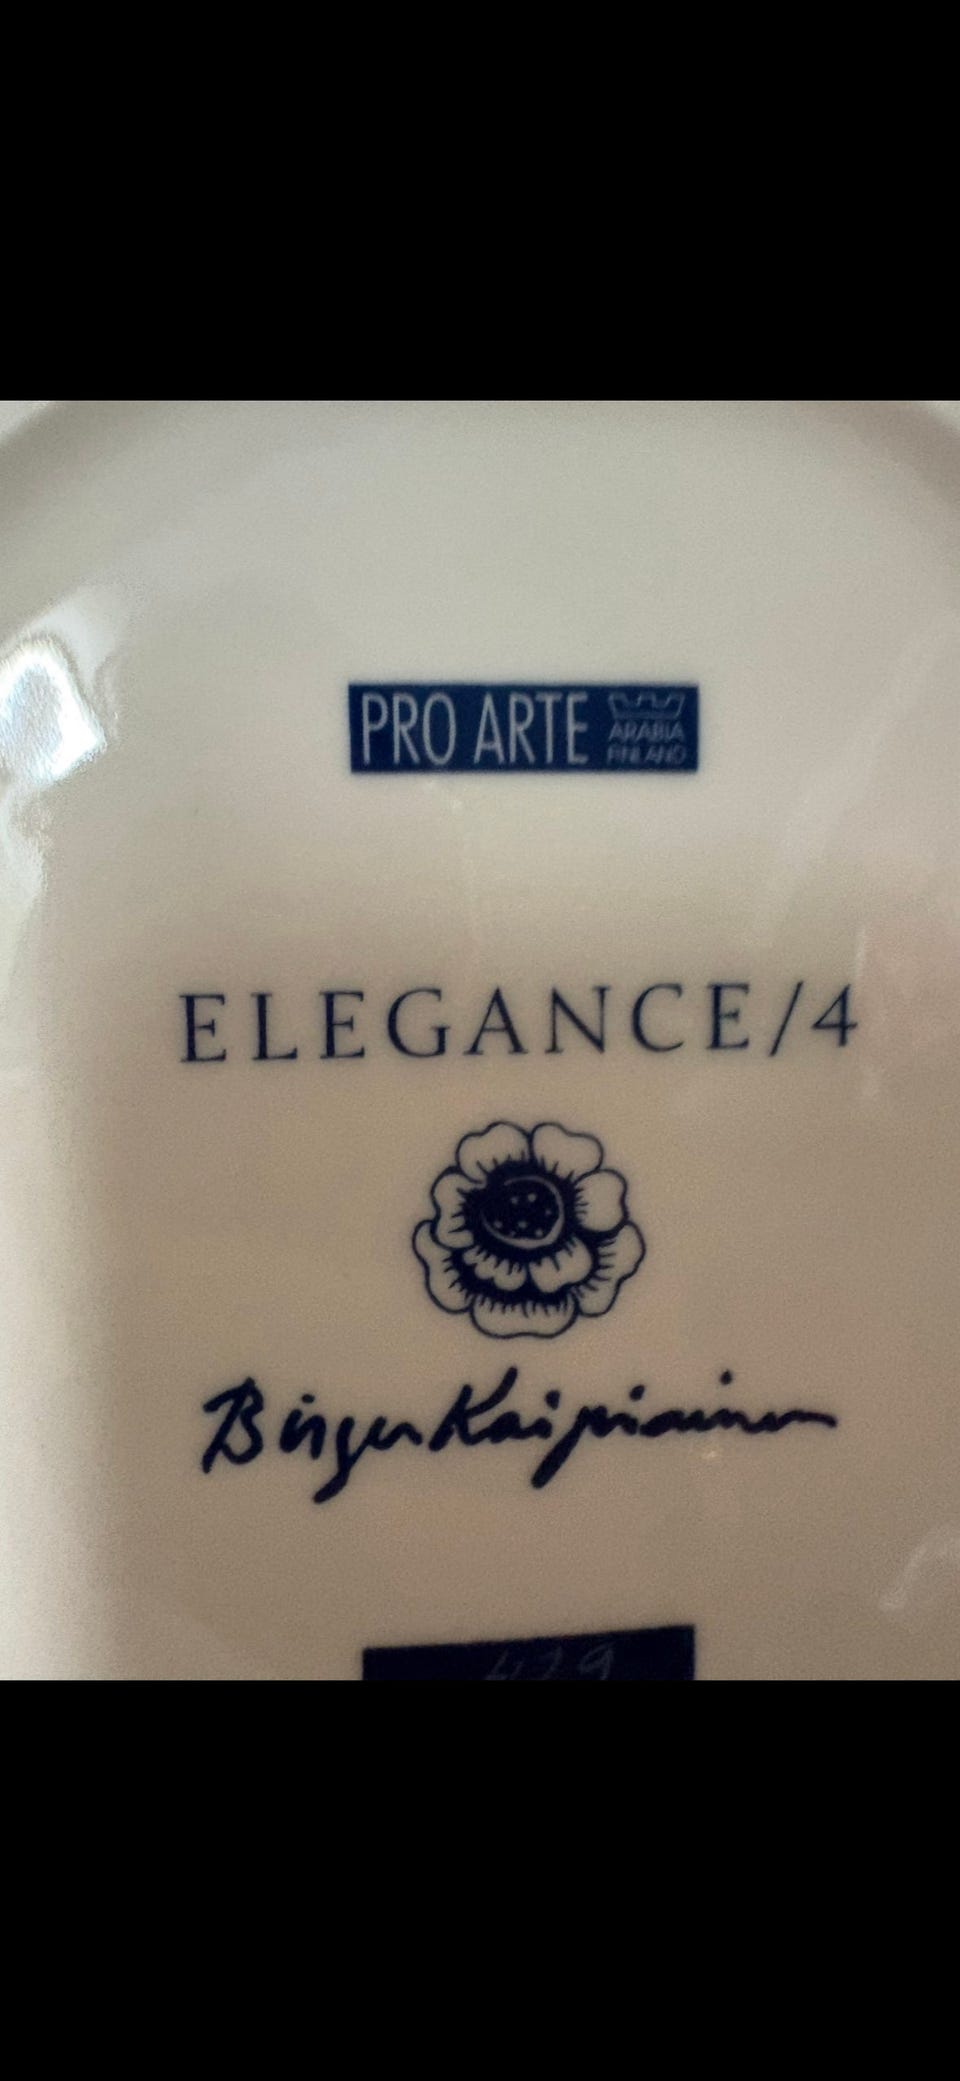 PRO ARTE ARABIA
FINLAND
ELEGANCE/4
Birger Kaipiainen